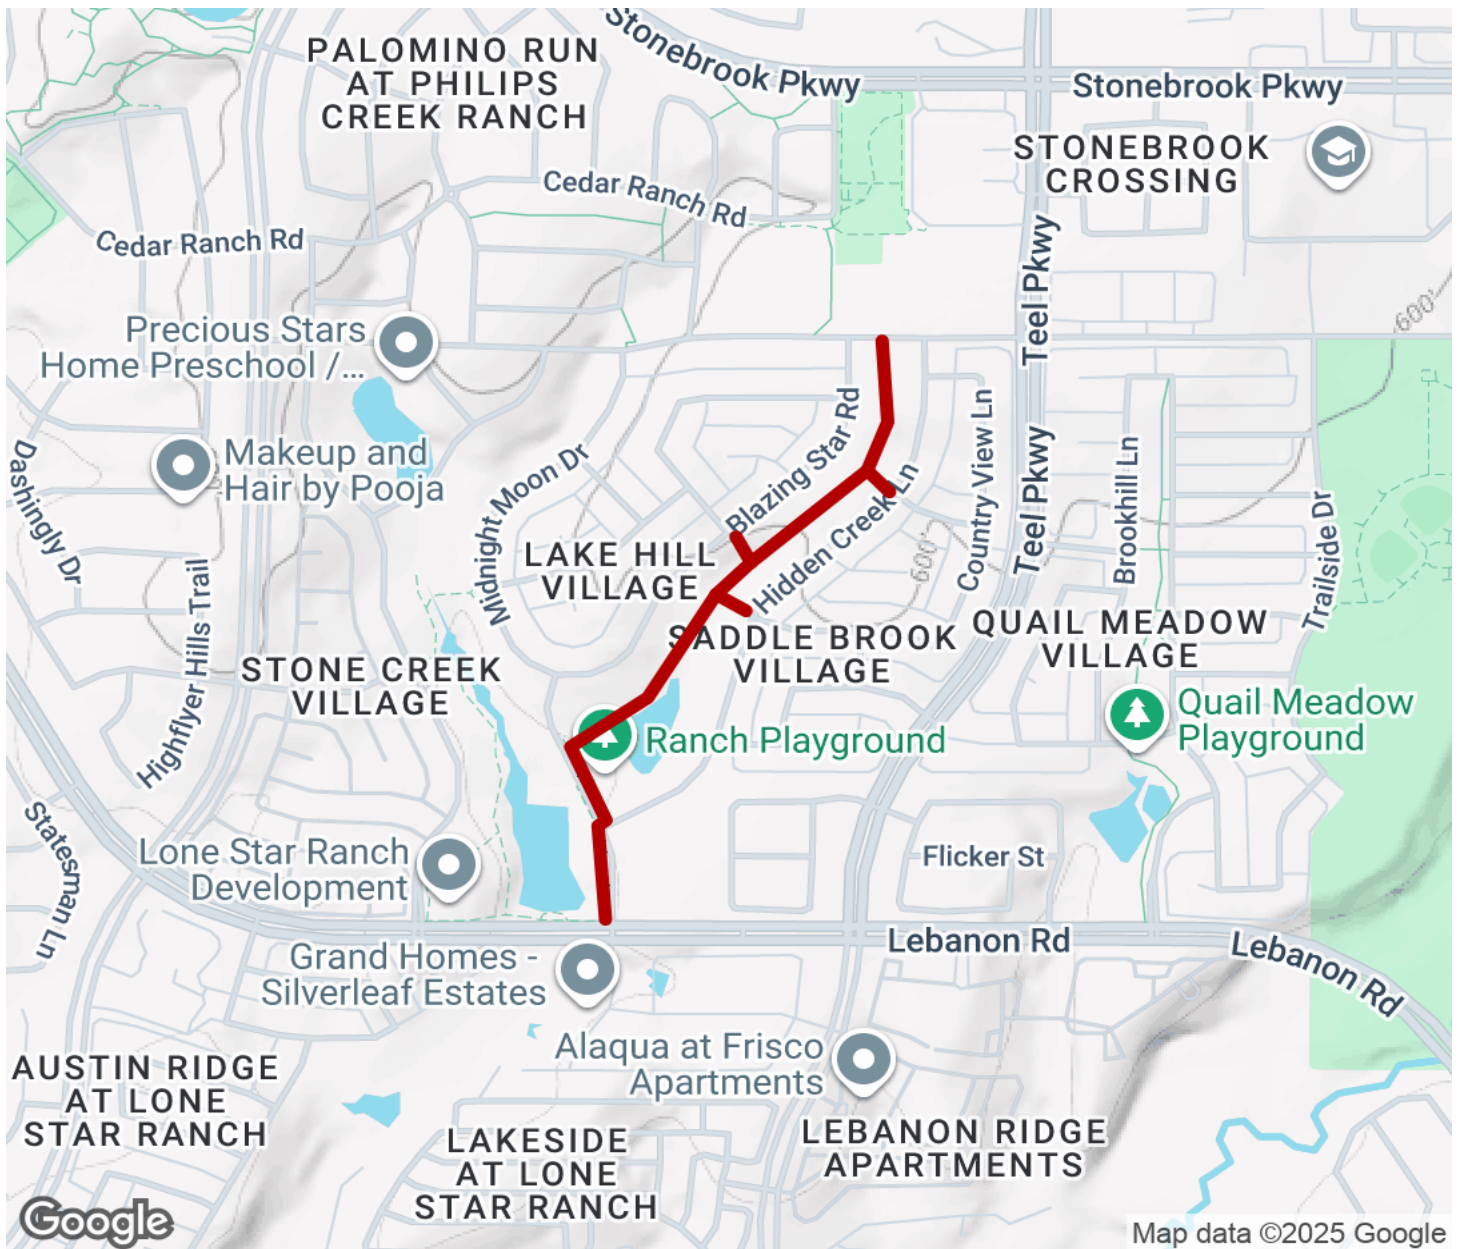 Stonebrook Pkwy
PALOMINO RUN
AT PHILIPS
CREEK RANCH
Stonebrook Pkwy
STONEBROOK
CROSSING
Cedar Ranch Rd
Cedar Ranch Rd
Teel Pkwy
600'
Precious Stars
Home Preschool /...
Makeup and
Hair by Pooja
Dashingly Dr
Midnight Moon Dr
Blazing Star Rd
Hidden Creek Ln
Country View Ln
Teel Pkwy
Brookhill Ln
Trailside Dr
600'
LAKE HILL
VILLAGE
Highflyer Hills Trail
STONE CREEK
VILLAGE
SADDLE BROOK
VILLAGE
QUAIL MEADOW
VILLAGE
Ranch Playground
Quail Meadow
Playground
Statesman Ln
Lone Star Ranch
Development
Flicker St
Lebanon Rd
Lebanon Rd
Grand Homes -
Silverleaf Estates
Alaqua at Frisco
Apartments
AUSTIN RIDGE
AT LONE
STAR RANCH
LAKESIDE
AT LONE
STAR RANCH
LEBANON RIDGE
APARTMENTS
Google
Map data ©2025 Google